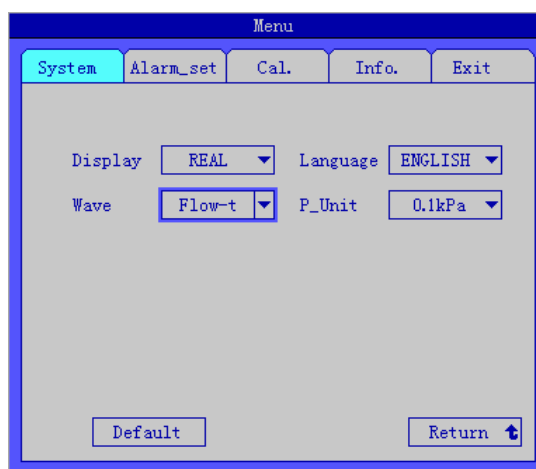 Menu
System Alarm_set Cal. Info. Exit
Display REAL Language ENGLISH
Wave Flow-t P_Unit 0.1kPa
Default Return